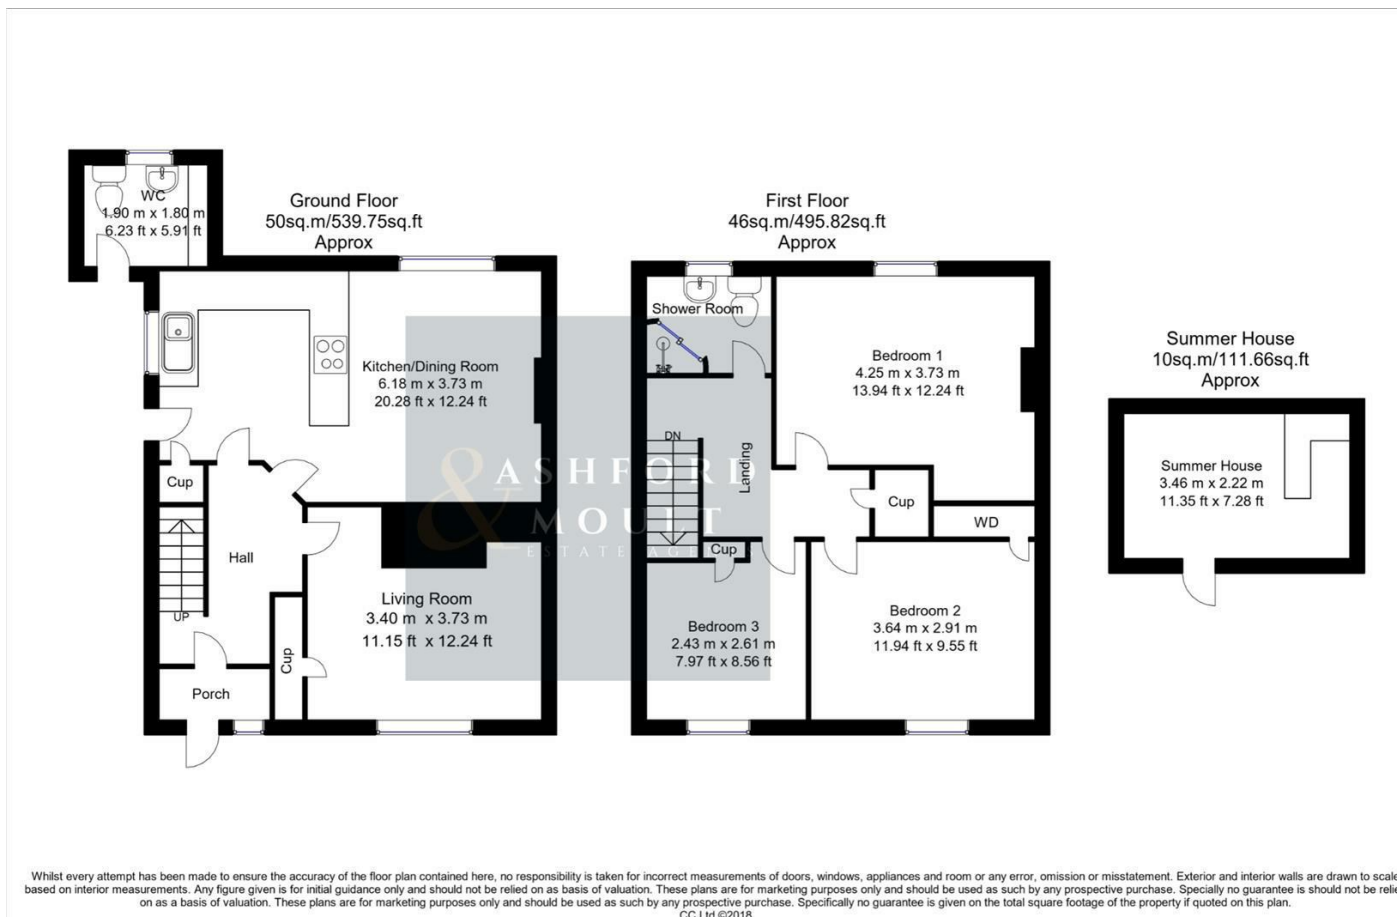 Ground Floor
50sq.m/539.75sq.ft
Approx
WC
1.90 m x 1.80 m
6.23 ft x 5.91 ft
Kitchen/Dining Room
6.18 m x 3.73 m
20.28 ft x 12.24 ft
Cup
Hall
UP
Living Room
3.40 m x 3.73 m
11.15 ft x 12.24 ft
Cup
Porch
First Floor
46sq.m/495.82sq.ft
Approx
Shower Room
Bedroom 1
4.25 m x 3.73 m
13.94 ft x 12.24 ft
DN
Landing
Cup
WD
Cup
Bedroom 3
2.43 m x 2.61 m
7.97 ft x 8.56 ft
Bedroom 2
3.64 m x 2.91 m
11.94 ft x 9.55 ft
Summer House
10sq.m/111.66sq.ft
Approx
Summer House
3.46 m x 2.22 m
11.35 ft x 7.28 ft
& ASHFORD
MOULT
ESTATE AGENTS
Whilst every attempt has been made to ensure the accuracy of the floor plan contained here, no responsibility is taken for incorrect measurements of doors, windows, appliances and room or any error, omission or misstatement. Exterior and interior walls are drawn to scale
based on interior measurements. Any figure given is for initial guidance only and should not be relied on as basis of valuation. These plans are for marketing purposes only and should be used as such by any prospective purchase. Specially no guarantee is should not be relie
on as a basis of valuation. These plans are for marketing purposes only and should be used as such by any prospective purchase. Specifically no guarantee is given on the total square footage of the property if quoted on this plan.
CC Ltd ©2018